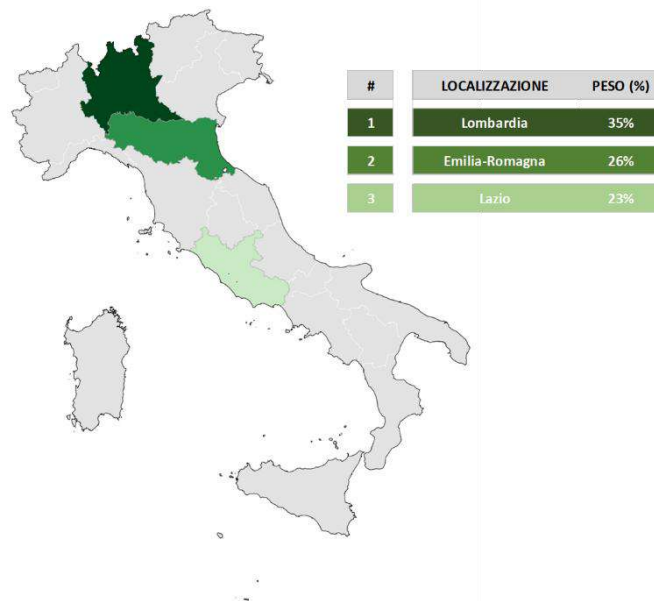 # LOCALIZZAZIONE PESO (%)
1 Lombardia 35%
2 Emilia-Romagna 26%
3 Lazio 23%